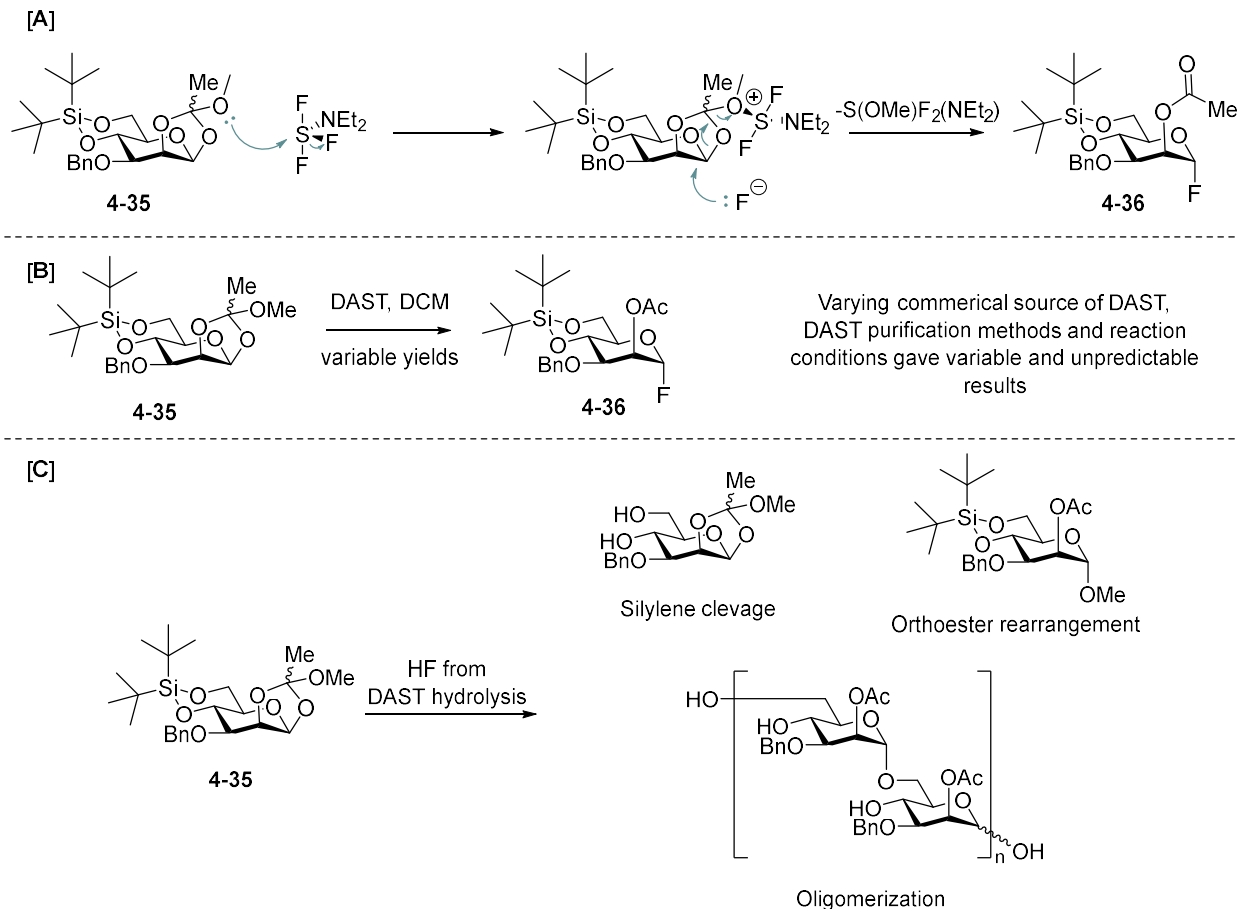 [A]
Si
O
O
BnO
O
O
O
Me
O
4-35
F
S
NEt2
F
F
Si
O
O
BnO
O
O
O
Me
O
⊕
F
S
NEt2
F
: F ⊖
-S(OMe)F2(NEt2)
Si
O
O
BnO
O
O
O
Me
F
4-36
[B]
Si
O
O
BnO
O
O
O
Me
OMe
4-35
DAST, DCM
variable yields
Si
O
O
BnO
OAc
O
F
4-36
Varying commerical source of DAST,
DAST purification methods and reaction
conditions gave variable and unpredictable
results
[C]
Si
O
O
BnO
O
O
O
Me
OMe
4-35
HF from
DAST hydrolysis
HO
HO
BnO
O
O
O
Me
OMe
Silylene clevage
Si
O
O
BnO
OAc
O
OMe
Orthoester rearrangement
HO
HO
BnO
OAc
O
O
HO
BnO
OAc
O
n
OH
Oligomerization